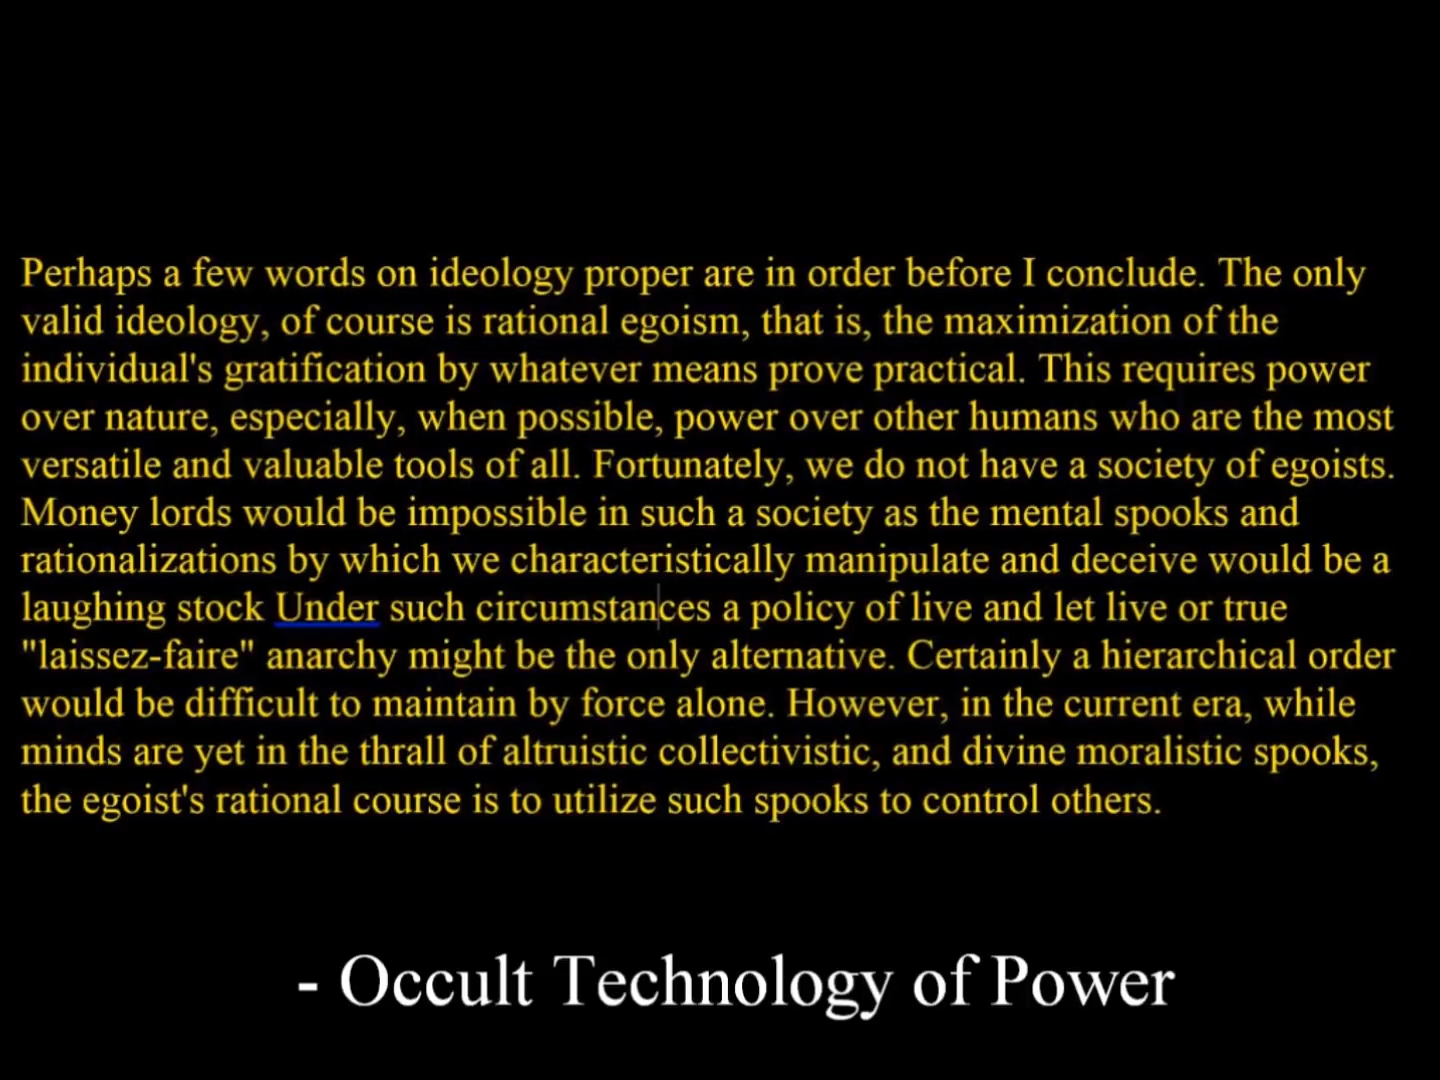 Perhaps a few words on ideology proper are in order before I conclude. The only
valid ideology, of course is rational egoism, that is, the maximization of the
individual's gratification by whatever means prove practical. This requires power
over nature, especially, when possible, power over other humans who are the most
versatile and valuable tools of all. Fortunately, we do not have a society of egoists.
Money lords would be impossible in such a society as the mental spooks and
rationalizations by which we characteristically manipulate and deceive would be a
laughing stock Under such circumstances a policy of live and let live or true
"laissez-faire" anarchy might be the only alternative. Certainly a hierarchical order
would be difficult to maintain by force alone. However, in the current era, while
minds are yet in the thrall of altruistic collectivistic, and divine moralistic spooks,
the egoist's rational course is to utilize such spooks to control others.
- Occult Technology of Power